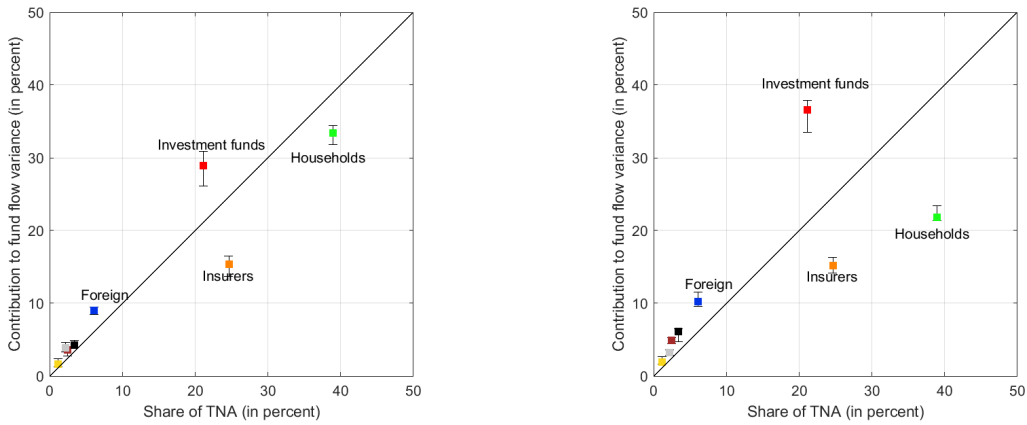 Contribution to fund flow variance (in percent)
50
40
30
20
10
0
Investment funds
Households
Insurers
Foreign
0 10 20 30 40 50
Share of TNA (in percent)
Contribution to fund flow variance (in percent)
50
40
30
20
10
0
Investment funds
Households
Insurers
Foreign
0 10 20 30 40 50
Share of TNA (in percent)